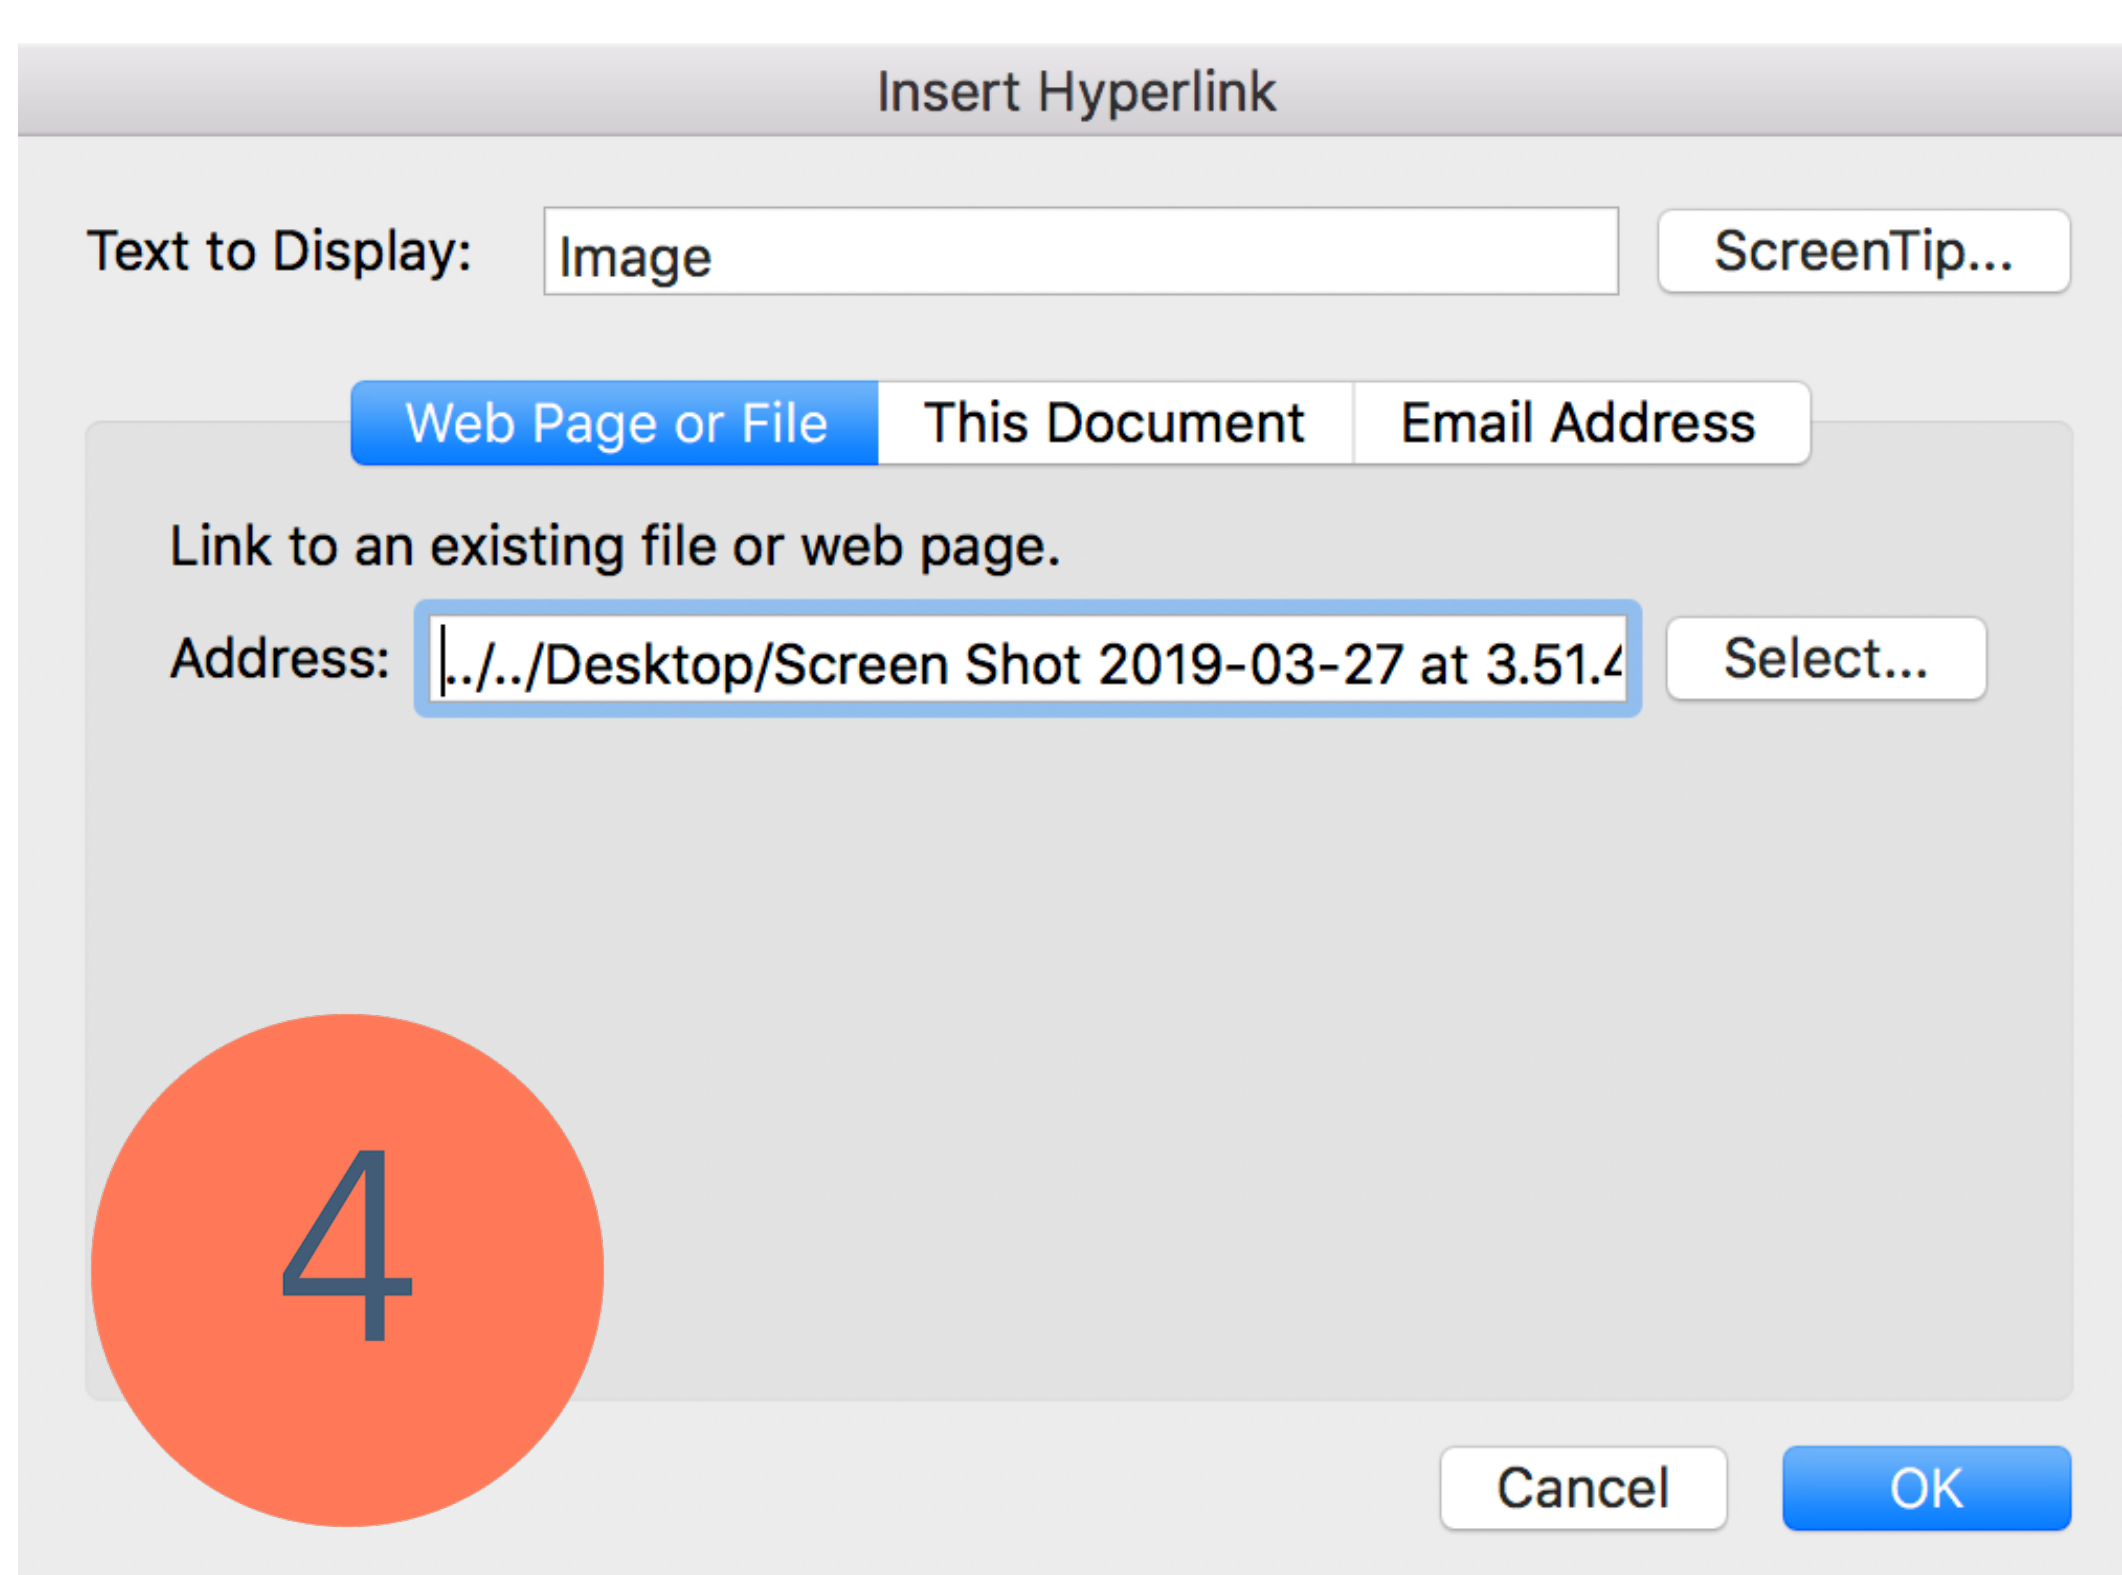 Insert Hyperlink
Text to Display: Image ScreenTip...
Web Page or File This Document Email Address
Link to an existing file or web page.
Address: ../../Desktop/Screen Shot 2019-03-27 at 3.51.4 Select...
4
Cancel OK